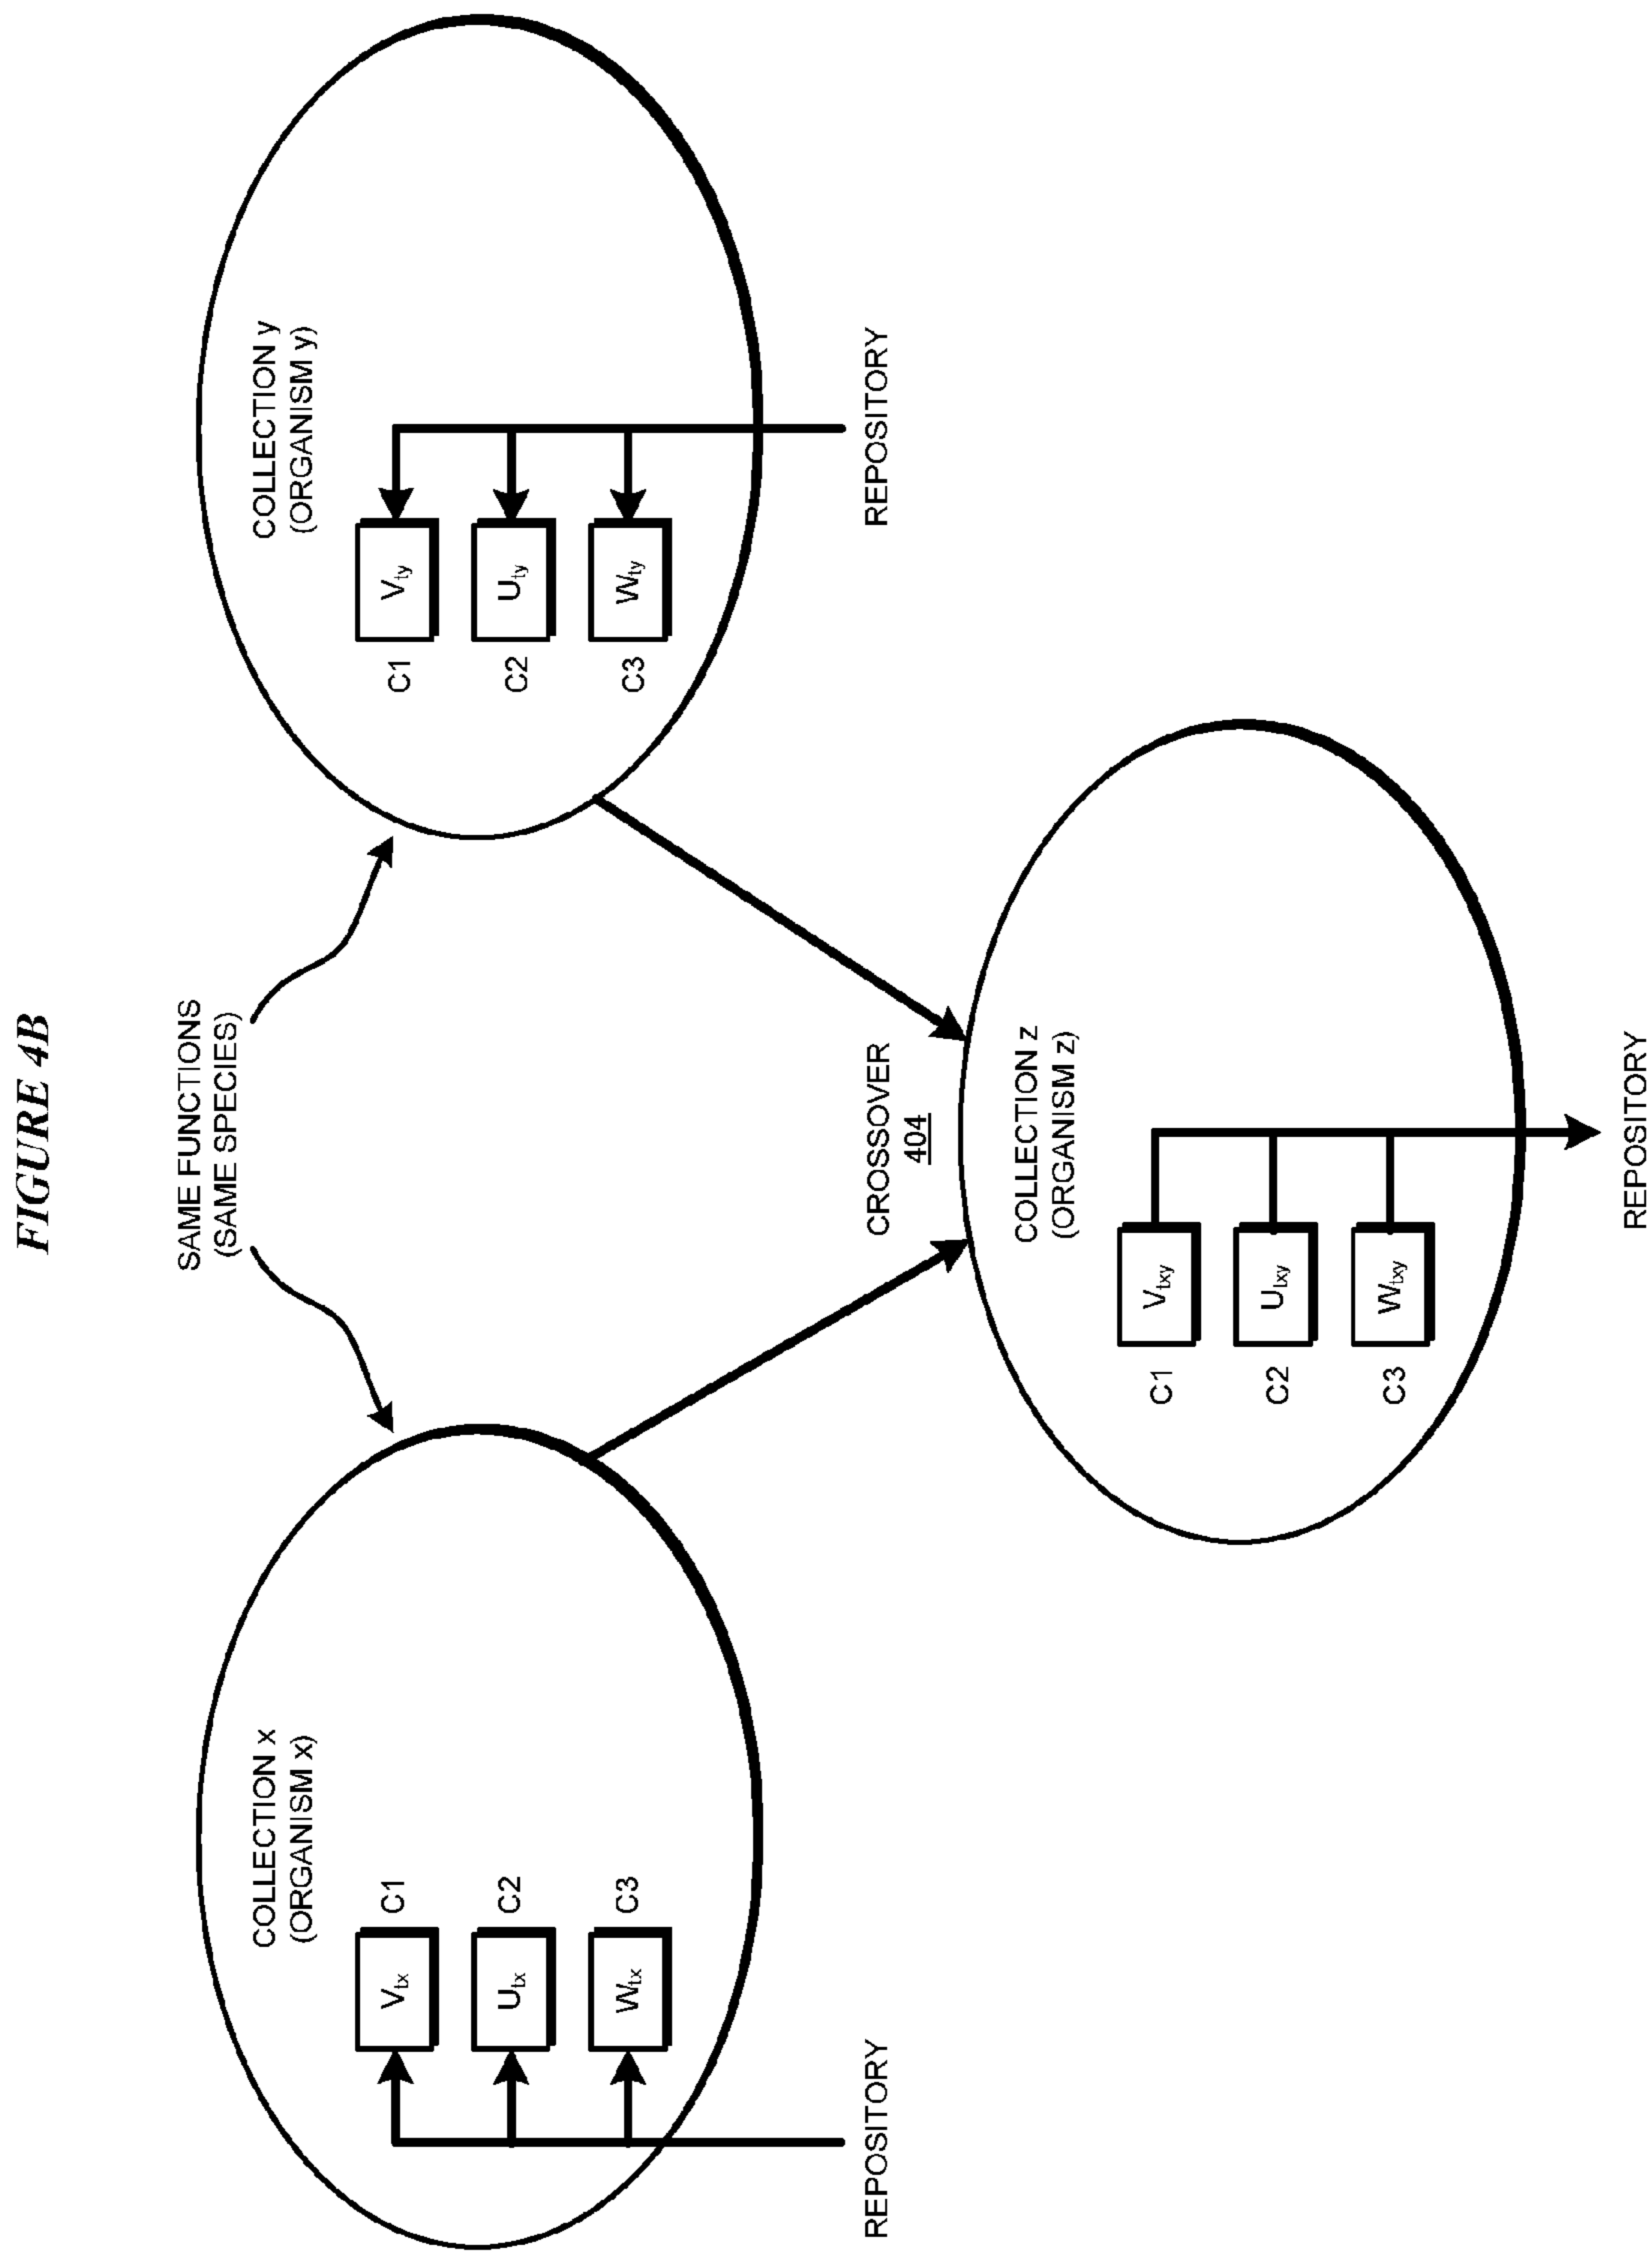 FIGURE 4B
SAME FUNCTIONS
(SAME SPECIES)
COLLECTION x
(ORGANISM x)
Vtx
C1
Utx
C2
Wtx
C3
REPOSITORY
COLLECTION y
(ORGANISM y)
C1
Vty
C2
Uty
C3
Wty
REPOSITORY
CROSSOVER
404
COLLECTION z
(ORGANISM z)
C1
Vtxy
C2
Utxy
C3
Wtxy
REPOSITORY